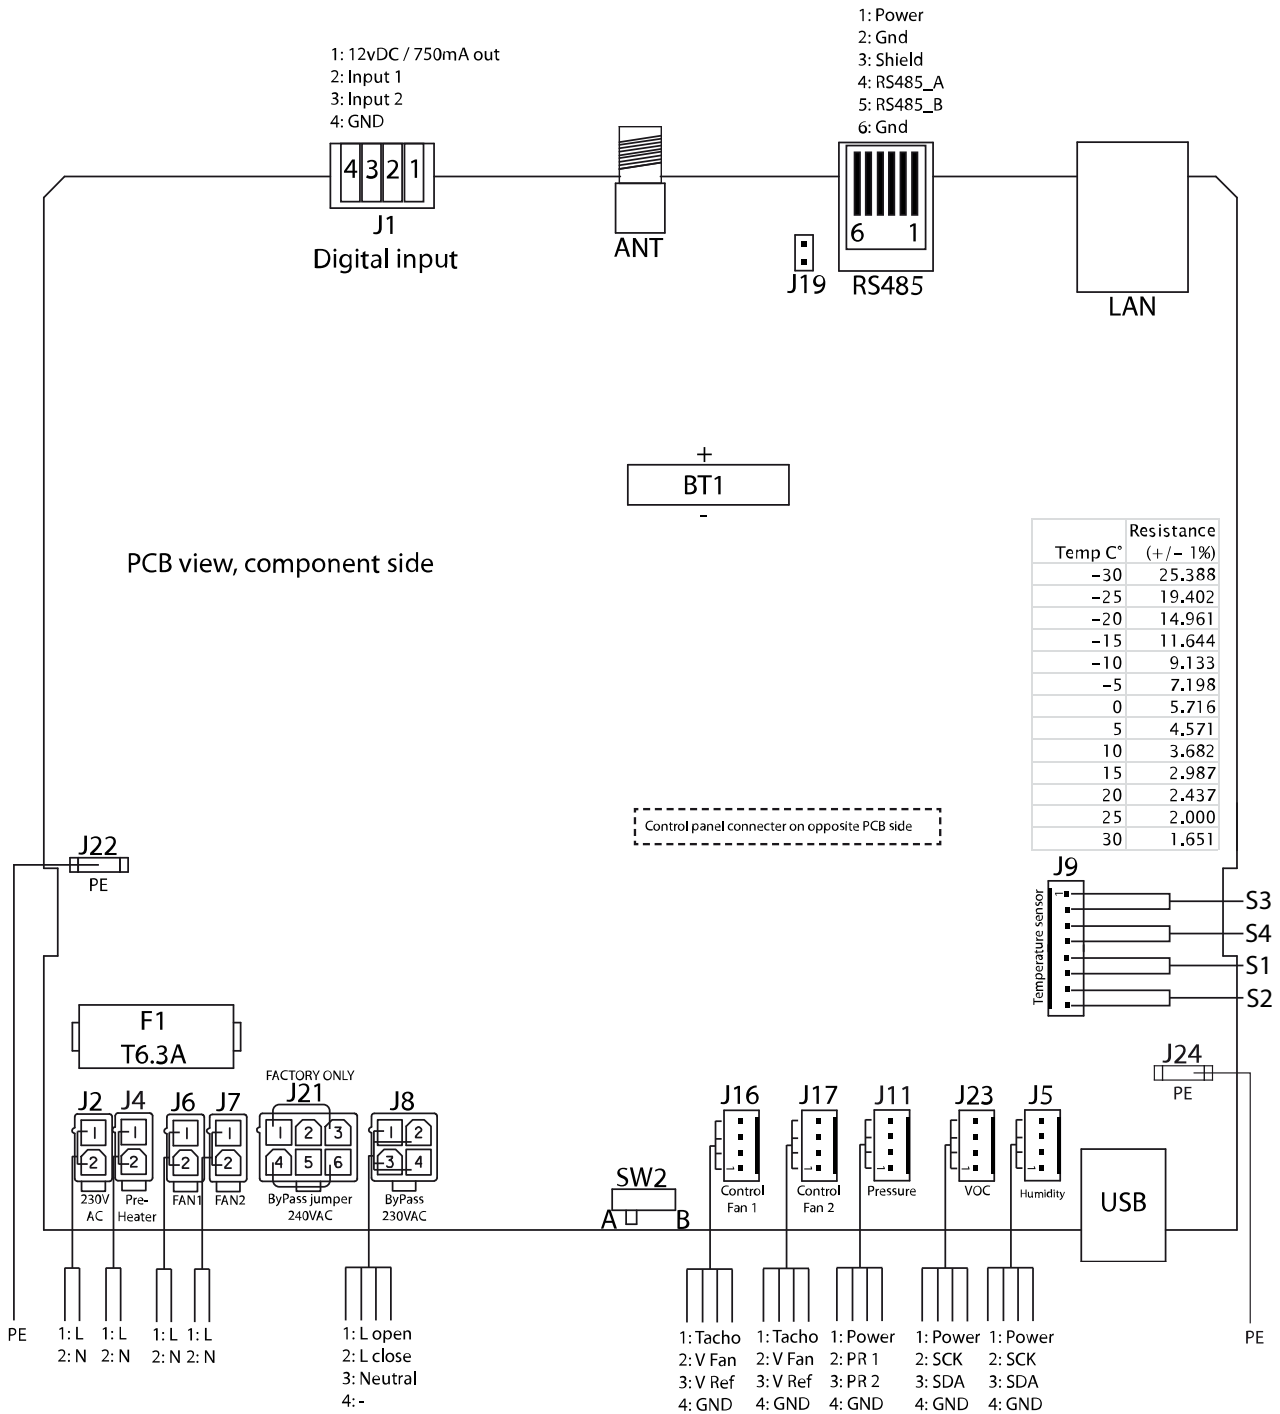 1: Power
2: Gnd
3: Shield
4: RS485_A
5: RS485_B
6: Gnd
1: 12vDC / 750mA out
2: Input 1
3: Input 2
4: GND
4 3 2 1
J1
Digital input
ANT
J19
6 1
RS485
LAN
+
BT1
-
PCB view, component side
Temp C° Resistance (+/- 1%)
-30 25.388
-25 19.402
-20 14.961
-15 11.644
-10 9.133
-5 7.198
0 5.716
5 4.571
10 3.682
15 2.987
20 2.437
25 2.000
30 1.651
Control panel connecter on opposite PCB side
J22
PE
J9
1
Temperature sensor
S3
S4
S1
S2
F1
T6.3A
J24
PE
J2
1
2
230V
AC
J4
1
2
Pre-
Heater
J6
1
2
FAN1
J7
1
2
FAN2
FACTORY ONLY
J21
1 2 3
4 5 6
ByPass jumper
240VAC
J8
1 2
3 4
ByPass
230VAC
SW2
A B
J16
1
Control
Fan 1
J17
1
Control
Fan 2
J11
1
Pressure
J23
1
VOC
J5
1
Humidity
USB
PE
1: L
2: N
1: L
2: N
1: L
2: N
1: L
2: N
1: L open
2: L close
3: Neutral
4: -
1: Tacho
2: V Fan
3: V Ref
4: GND
1: Tacho
2: V Fan
3: V Ref
4: GND
1: Power
2: PR 1
3: PR 2
4: GND
1: Power
2: SCK
3: SDA
4: GND
1: Power
2: SCK
3: SDA
4: GND
PE